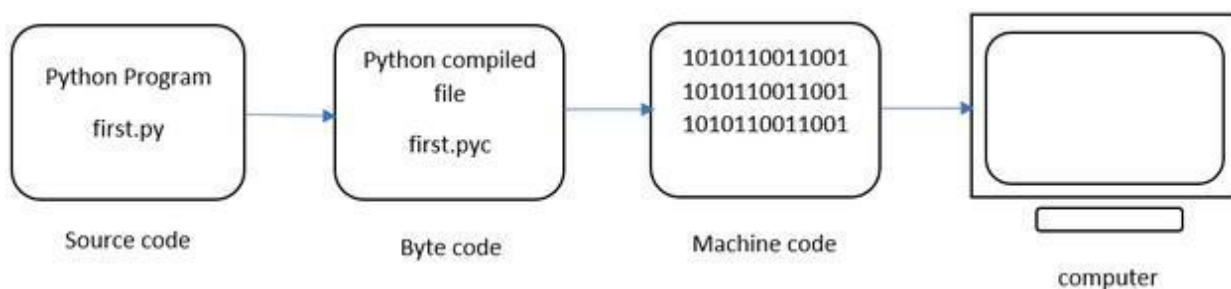 Python Program
first.py
Source code
Python compiled
file
first.pyc
Byte code
1010110011001
1010110011001
1010110011001
Machine code
computer